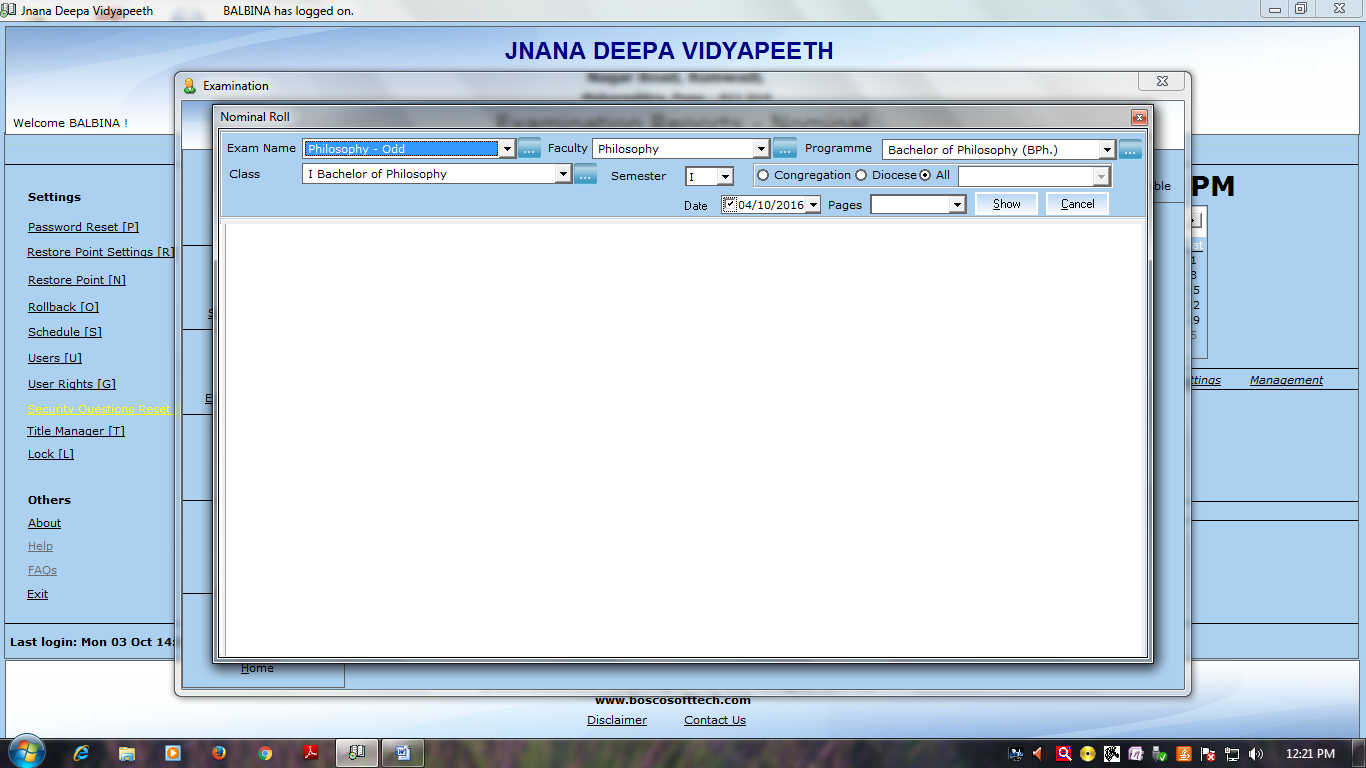 Jnana Deepa Vidyapeeth BALBINA has logged on.
JNANA DEEPA VIDYAPEETH
Examination
Welcome BALBINA !
Nominal Roll
Exam Name Philosophy - Odd ... Faculty Philosophy ... Programme Bachelor of Philosophy (BPh.) ...
Class I Bachelor of Philosophy ... Semester I Congregation Diocese All
Date 04/10/2016 Pages Show Cancel
PM
Settings
Password Reset [P]
Restore Point Settings [R]
Restore Point [N]
Rollback [O]
Schedule [S]
Users [U]
User Rights [G]
Security Questions Reset
Title Manager [T]
Lock [L]
ttings Management
Others
About
Help
FAQs
Exit
Last login: Mon 03 Oct 14:
Home
www.boscosofttech.com
Disclaimer Contact Us
12:21 PM